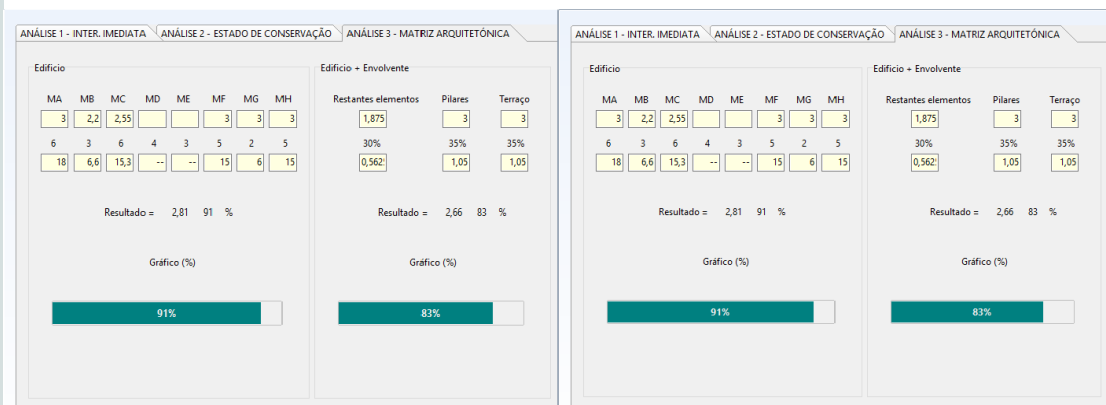 ANÁLISE 1 - INTER. IMEDIATA ANÁLISE 2 - ESTADO DE CONSERVAÇÃO ANÁLISE 3 - MATRIZ ARQUITETÓNICA
Edifício Edifício + Envolvente
MA MB MC MD ME MF MG MH Restantes elementos Pilares Terraço
3 2,2 2,55 3 3 3 1,875 3 3
6 3 6 4 3 5 2 5 30% 35% 35%
18 6,6 15,3 -- -- 15 6 15 0,562 1,05 1,05
Resultado = 2,81 91 % Resultado = 2,66 83 %
Gráfico (%) Gráfico (%)
91% 83%
ANÁLISE 1 - INTER. IMEDIATA ANÁLISE 2 - ESTADO DE CONSERVAÇÃO ANÁLISE 3 - MATRIZ ARQUITETÓNICA
Edifício Edifício + Envolvente
MA MB MC MD ME MF MG MH Restantes elementos Pilares Terraço
3 2,2 2,55 3 3 3 1,875 3 3
6 3 6 4 3 5 2 5 30% 35% 35%
18 6,6 15,3 -- -- 15 6 15 0,562 1,05 1,05
Resultado = 2,81 91 % Resultado = 2,66 83 %
Gráfico (%) Gráfico (%)
91% 83%